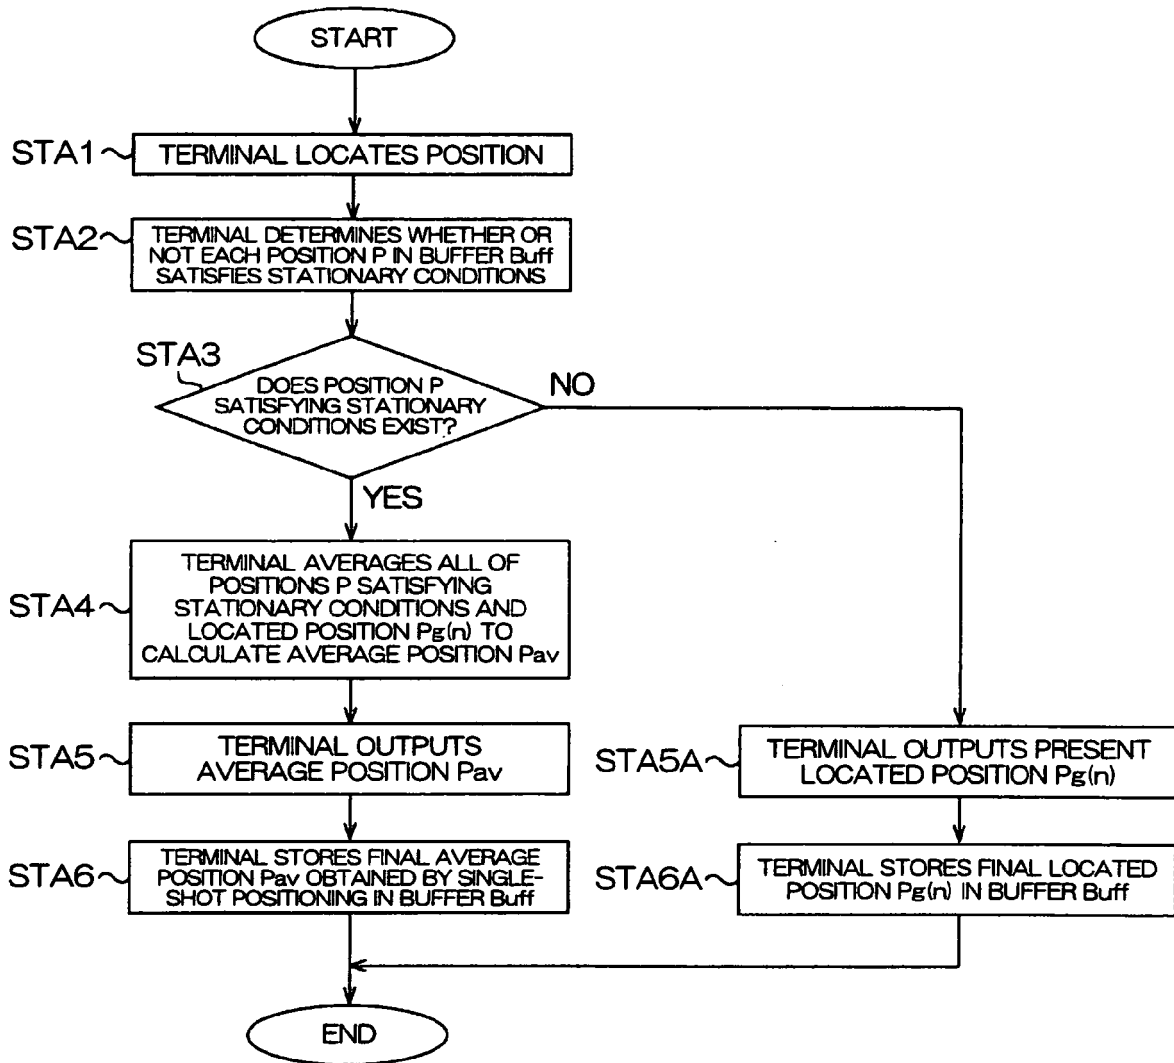 START
STA1
TERMINAL LOCATES POSITION
STA2
TERMINAL DETERMINES WHETHER OR
NOT EACH POSITION P IN BUFFER Buff
SATISFIES STATIONARY CONDITIONS
STA3
DOES POSITION P
SATISFYING STATIONARY
CONDITIONS EXIST?
NO
YES
STA4
TERMINAL AVERAGES ALL OF
POSITIONS P SATISFYING
STATIONARY CONDITIONS AND
LOCATED POSITION Pg(n) TO
CALCULATE AVERAGE POSITION Pav
STA5
TERMINAL OUTPUTS
AVERAGE POSITION Pav
STA5A
TERMINAL OUTPUTS PRESENT
LOCATED POSITION Pg(n)
STA6
TERMINAL STORES FINAL AVERAGE
POSITION Pav OBTAINED BY SINGLE-
SHOT POSITIONING IN BUFFER Buff
STA6A
TERMINAL STORES FINAL LOCATED
POSITION Pg(n) IN BUFFER Buff
END